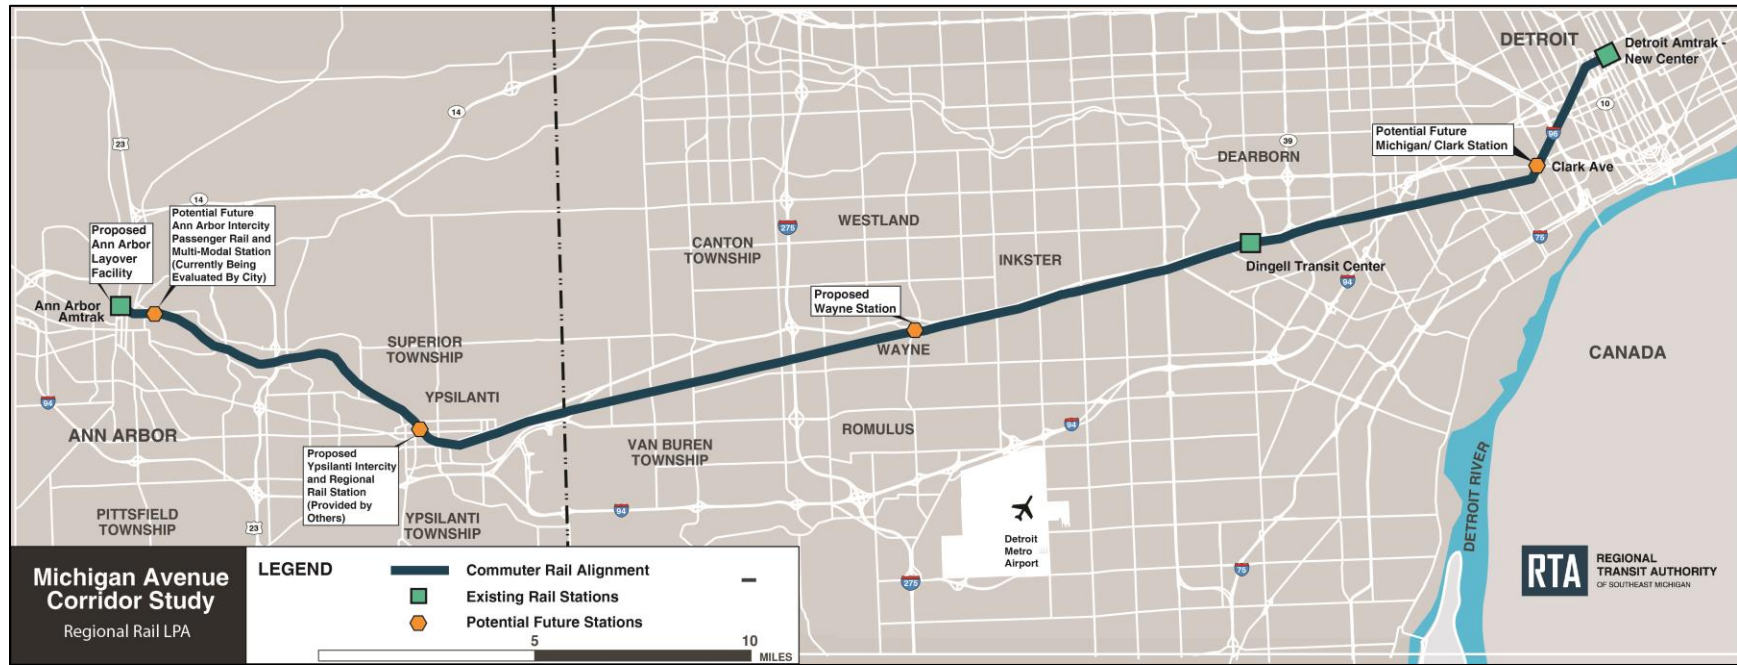 DETROIT
Detroit Amtrak -
New Center
10
96
14
23
39
Potential Future
Michigan/ Clark Station
DEARBORN
Clark Ave
14
Potential Future
Ann Arbor Intercity
Passenger Rail and
Multi-Modal Station
(Currently Being
Evaluated By City)
Proposed
Ann Arbor
Layover
Facility
WESTLAND
275
CANTON
TOWNSHIP
INKSTER
75
Dingell Transit Center
94
Ann Arbor
Amtrak
Proposed
Wayne Station
WAYNE
SUPERIOR
TOWNSHIP
CANADA
YPSILANTI
94
ANN ARBOR
ROMULUS
94
VAN BUREN
TOWNSHIP
Proposed
Ypsilanti Intercity
and Regional
Rail Station
(Provided by
Others)
DETROIT RIVER
PITTSFIELD
TOWNSHIP
23
YPSILANTI
TOWNSHIP
94
Detroit
Metro
Airport
275
75
Michigan Avenue
Corridor Study
Regional Rail LPA
LEGEND
Commuter Rail Alignment
Existing Rail Stations
Potential Future Stations
5
10
MILES
RTA
REGIONAL
TRANSIT AUTHORITY
OF SOUTHEAST MICHIGAN